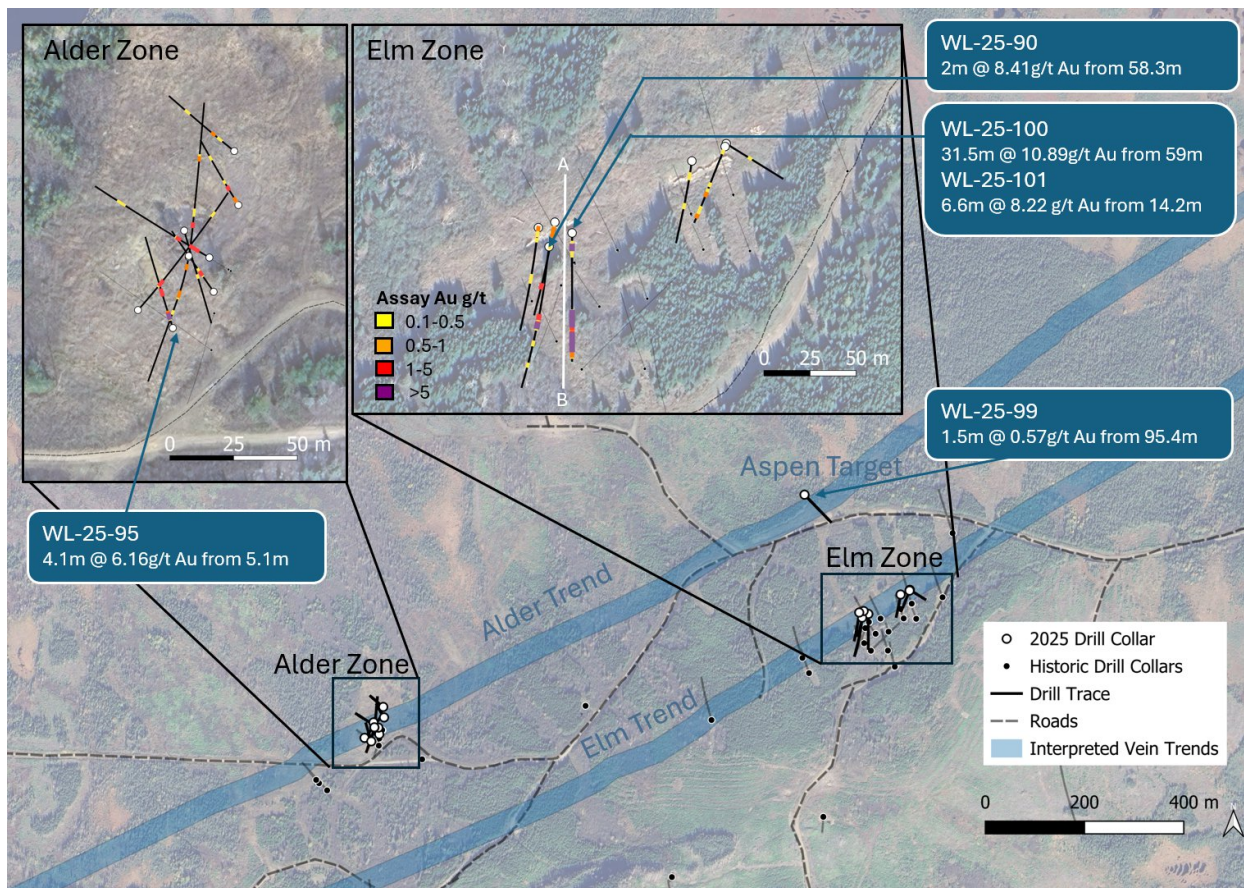 Alder Zone
Elm Zone
WL-25-90
2m @ 8.41g/t Au from 58.3m
WL-25-100
31.5m @ 10.89g/t Au from 59m
WL-25-101
6.6m @ 8.22 g/t Au from 14.2m
A
B
Assay Au g/t
0.1-0.5
0.5-1
1-5
>5
0 25 50 m
0 25 50 m
WL-25-99
1.5m @ 0.57g/t Au from 95.4m
Aspen Target
WL-25-95
4.1m @ 6.16g/t Au from 5.1m
Elm Zone
Alder Trend
Alder Zone
Elm Trend
2025 Drill Collar
Historic Drill Collars
Drill Trace
Roads
Interpreted Vein Trends
0 200 400 m